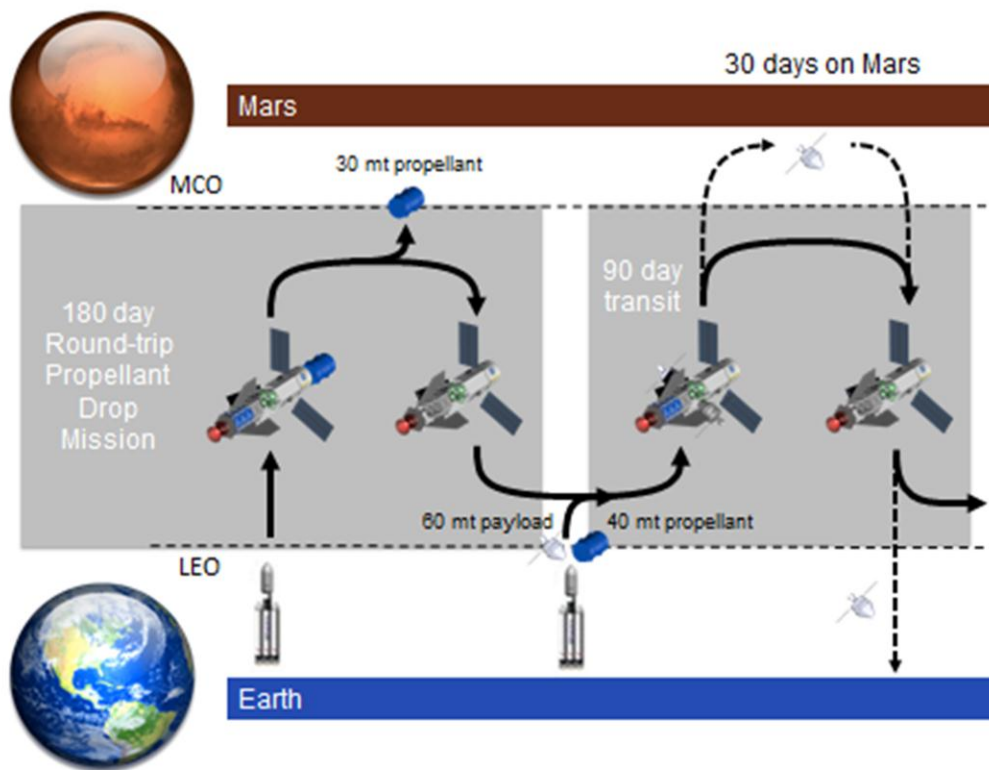 30 days on Mars
Mars
30 mt propellant
MCO
90 day
transit
180 day
Round-trip
Propellant
Drop
Mission
60 mt payload
40 mt propellant
LEO
Earth